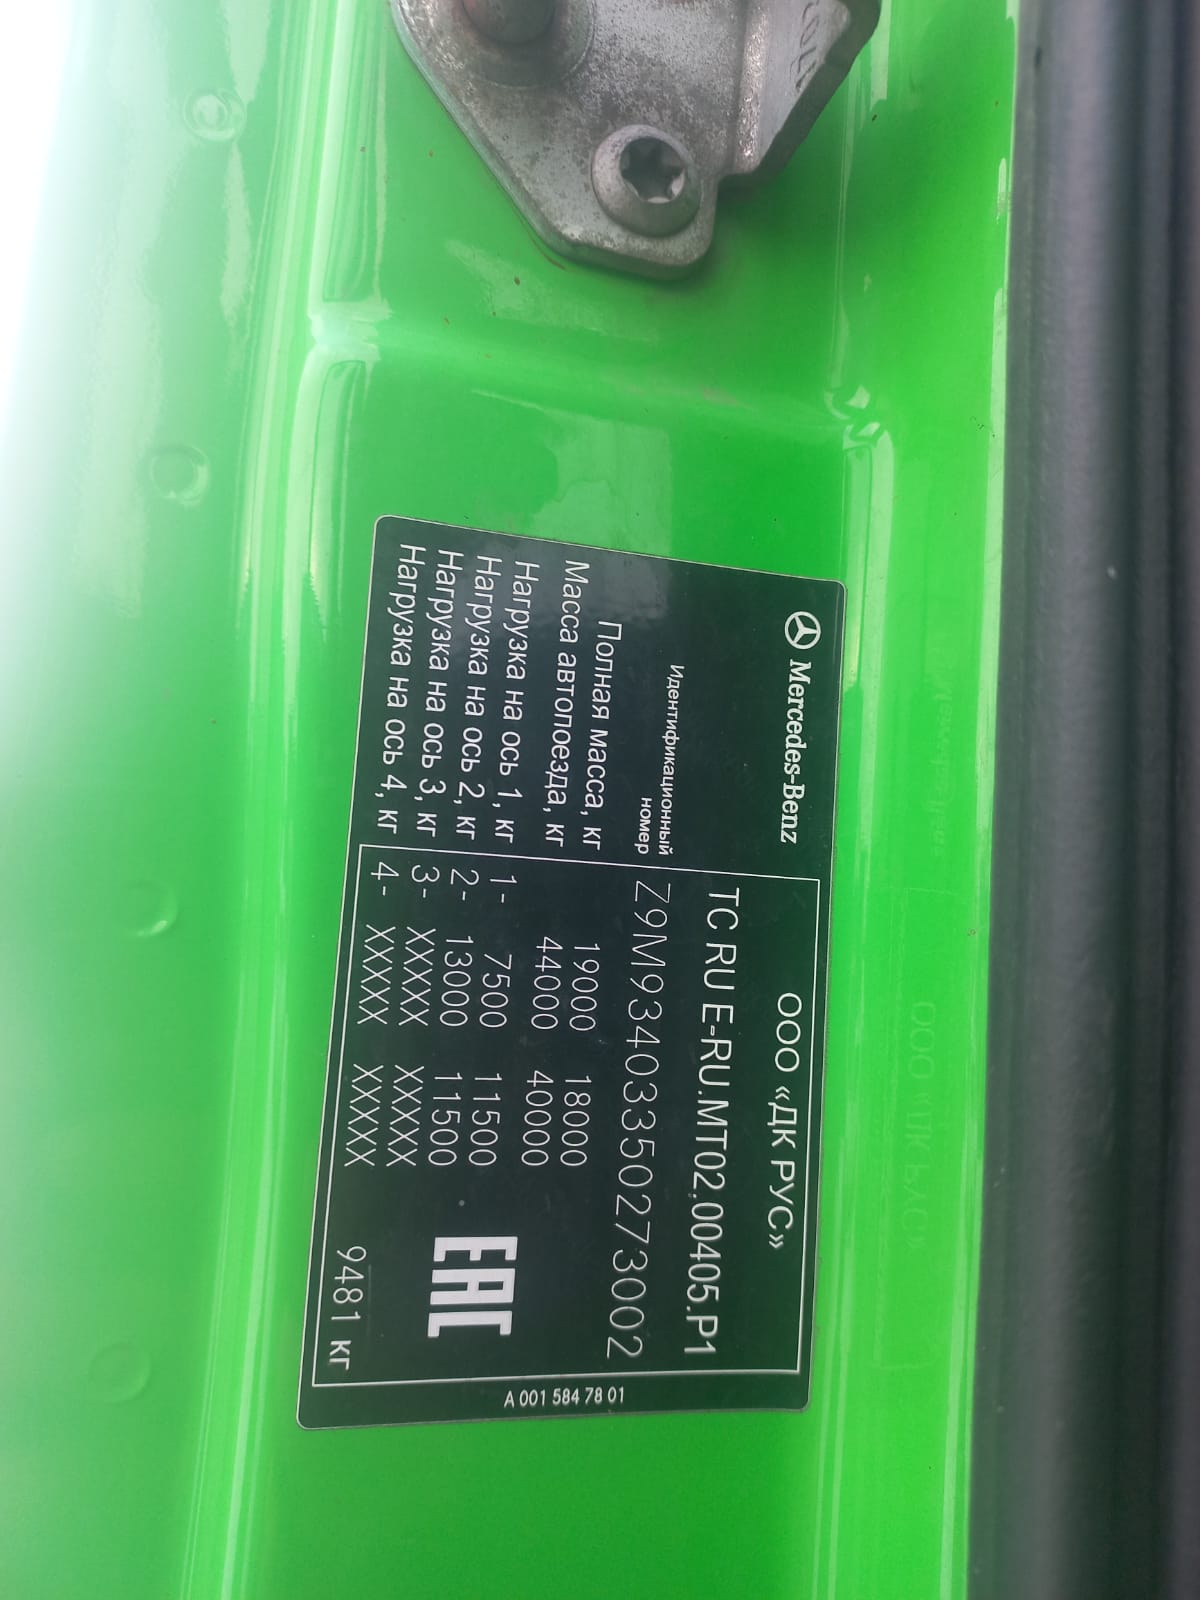 Mercedes-Benz
ООО «ДК РУС»
ТС RU Е-RU.МТ02.00405.Р1
Идентификационный
номер
Z9M93403350273002
Полная масса, кг 19000 18000
Масса автопоезда, кг 44000 40000
Нагрузка на ось 1, кг 1- 7500 11500
Нагрузка на ось 2, кг 2- 13000 11500
Нагрузка на ось 3, кг 3- XXXXX XXXXX
Нагрузка на ось 4, кг 4- XXXXX XXXXX
EAC
9481 кг
A 001 584 78 01